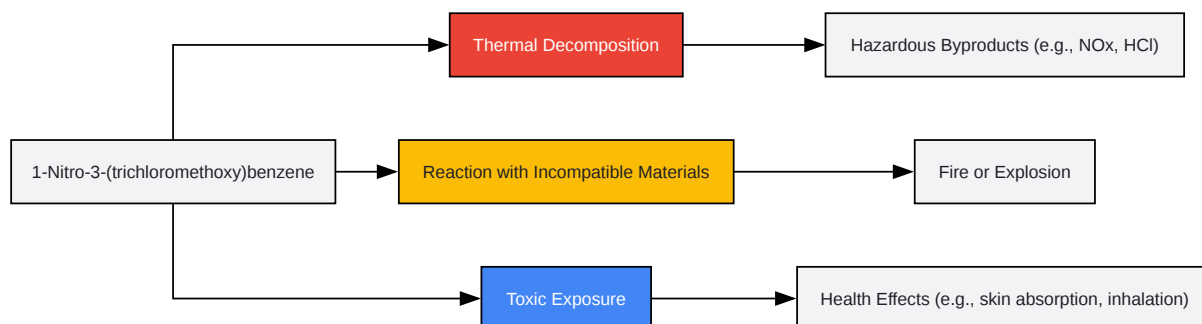 Thermal Decomposition
Hazardous Byproducts (e.g., NOx, HCl)
1-Nitro-3-(trichloromethoxy)benzene
Reaction with Incompatible Materials
Fire or Explosion
Toxic Exposure
Health Effects (e.g., skin absorption, inhalation)